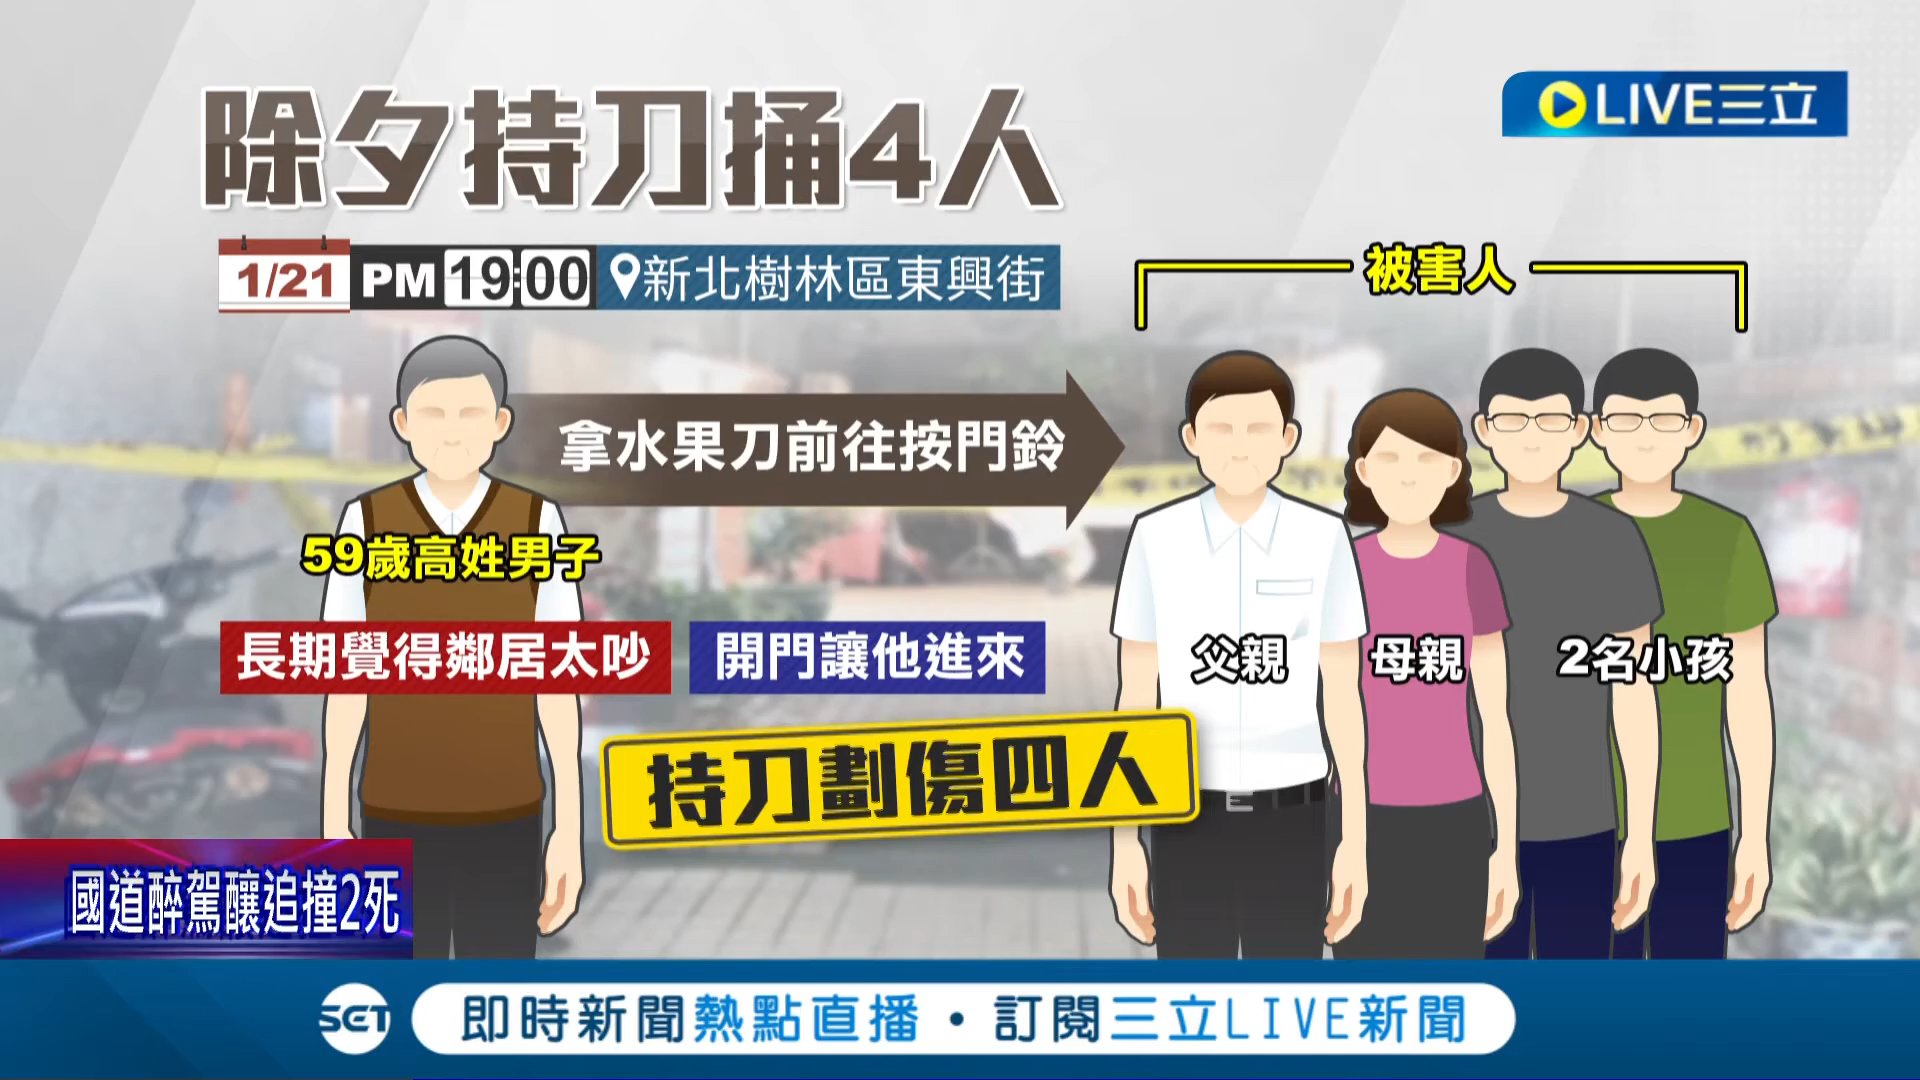 除夕持刀捅4人
LIVE三立
1/21 PM 19:00 新北樹林區東興街
被害人
拿水果刀前往按門鈴
59歲高姓男子
長期覺得鄰居太吵 開門讓他進來
父親 母親 2名小孩
持刀劃傷四人
國道醉駕釀追撞2死
SET 即時新聞熱點直播・訂閱三立LIVE新聞